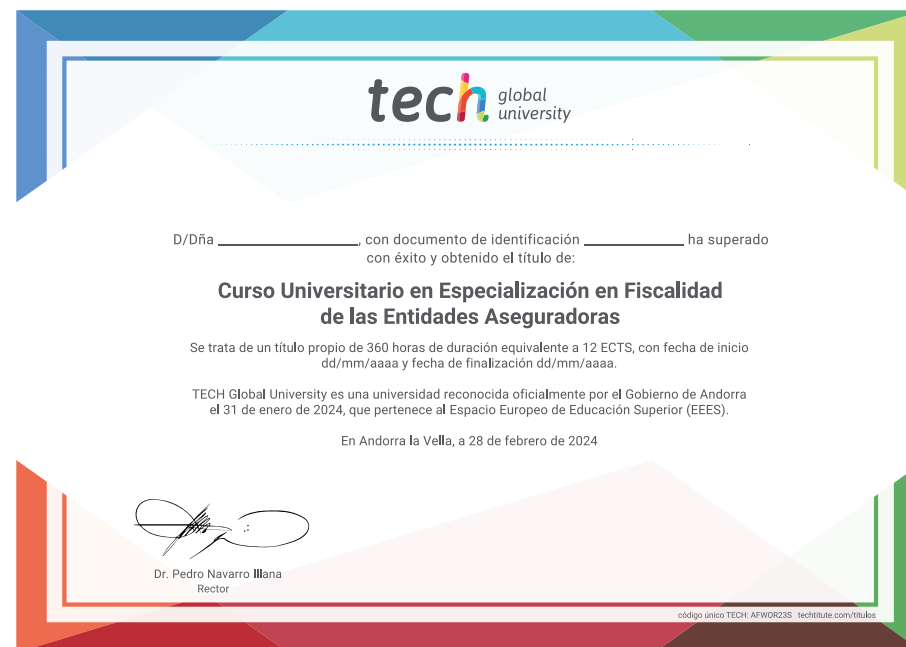 tech global university
D/Dña ____________, con documento de identificación ____________ ha superado
con éxito y obtenido el título de:
Curso Universitario en Especialización en Fiscalidad
de las Entidades Aseguradoras
Se trata de un título propio de 360 horas de duración equivalente a 12 ECTS, con fecha de inicio
dd/mm/aaaa y fecha de finalización dd/mm/aaaa.
TECH Global University es una universidad reconocida oficialmente por el Gobierno de Andorra
el 31 de enero de 2024, que pertenece al Espacio Europeo de Educación Superior (EEES).
En Andorra la Vella, a 28 de febrero de 2024
Dr. Pedro Navarro Illana
Rector
código único TECH: AFWOR23S techtitute.com/titulos